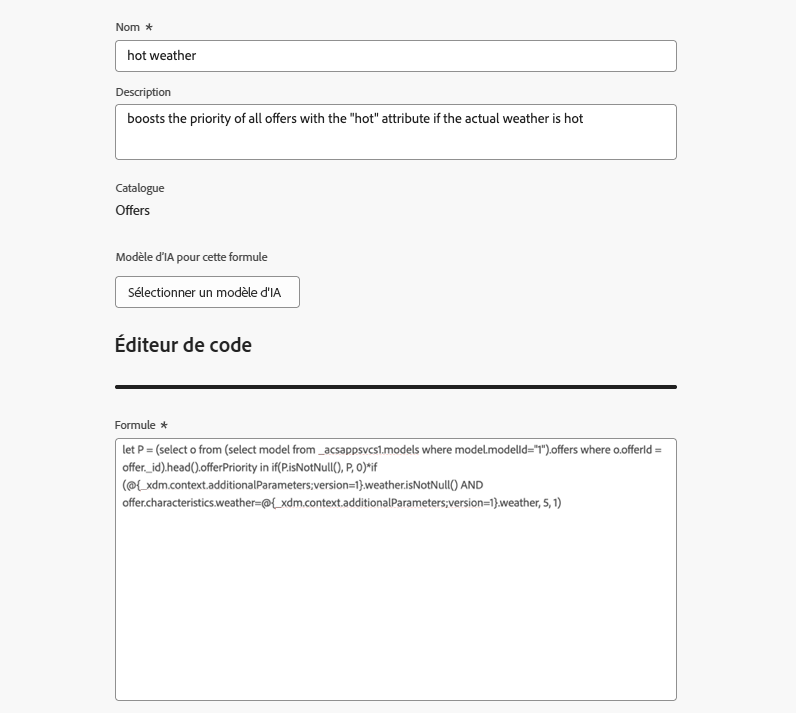 Nom *
hot weather
Description
boosts the priority of all offers with the "hot" attribute if the actual weather is hot
Catalogue
Offers
Modèle d'IA pour cette formule
Sélectionner un modèle d'IA
Éditeur de code
Formule *
let P = (select o from (select model from _acsappsvcs1.models where model.modelId="1").offers where o.offerId =
offer._id).head().offerPriority in if(P.isNotNull(), P, 0)*if
(@{_xdm.context.additionalParameters;version=1}.weather.isNotNull() AND
offer.characteristics.weather=@{_xdm.context.additionalParameters;version=1}.weather, 5, 1)